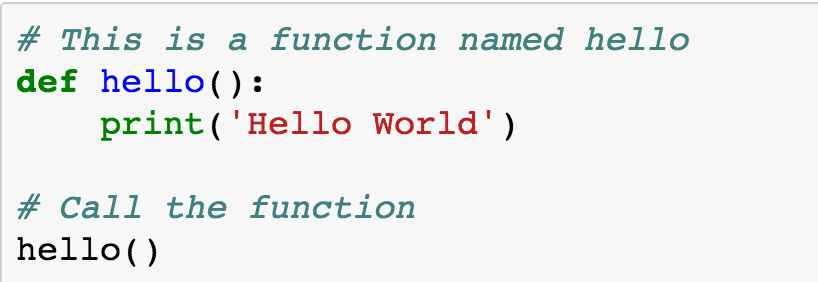 # This is a function named hello
def hello():
    print('Hello World')

# Call the function
hello()